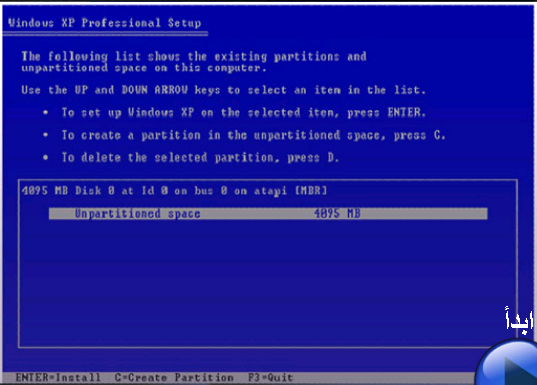 Windows XP Professional Setup
The following list shows the existing partitions and
unpartitioned space on this computer.
Use the UP and DOWN ARROW keys to select an item in the list.
• To set up Windows XP on the selected item, press ENTER.
• To create a partition in the unpartitioned space, press C.
• To delete the selected partition, press D.
4095 MB Disk 0 at Id 0 on bus 0 on atapi [MBR]
Unpartitioned space 4095 MB
ابدأ
ENTER=Install C=Create Partition F3=Quit